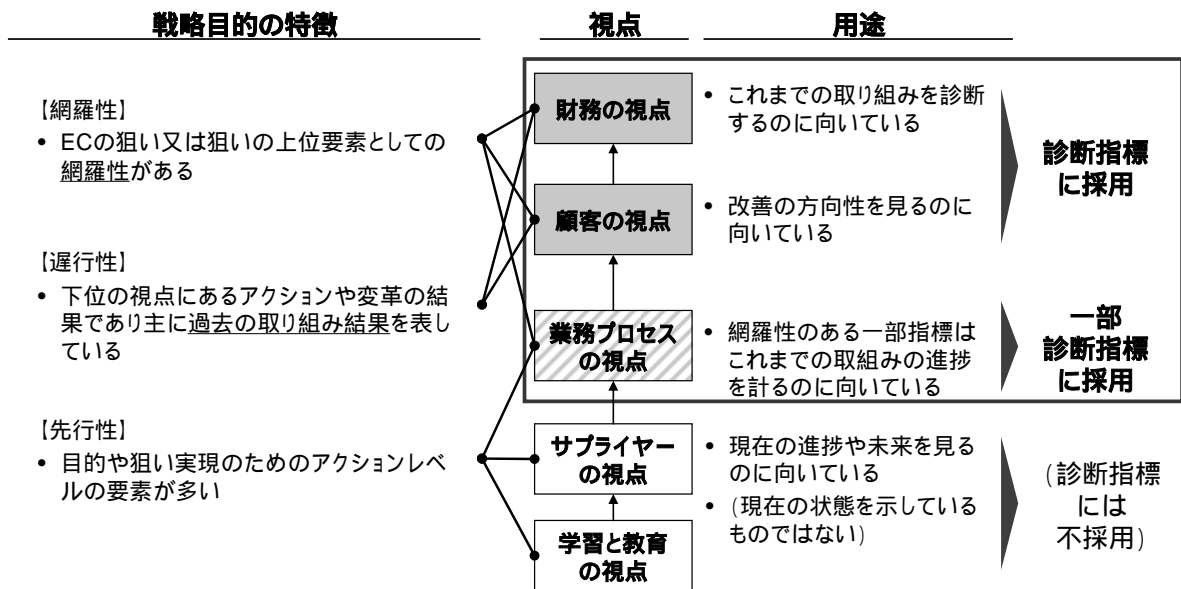 戦略目的の特徴
視点
用途
【網羅性】
• ECの狙い又は狙いの上位要素としての
網羅性がある
【遅行性】
• 下位の視点にあるアクションや変革の結
果であり主に過去の取り組み結果を表し
ている
【先行性】
• 目的や狙い実現のためのアクションレベ
ルの要素が多い
財務の視点
顧客の視点
業務プロセス
の視点
サプライヤー
の視点
学習と教育
の視点
• これまでの取り組みを診断
するのに向いている
• 改善の方向性を見るのに
向いている
• 網羅性のある一部指標は
これまでの取組みの進捗
を計るのに向いている
• 現在の進捗や未来を見る
のに向いている
• (現在の状態を示している
ものではない)
診断指標
に採用
一部
診断指標
に採用
(診断指標
には
不採用)